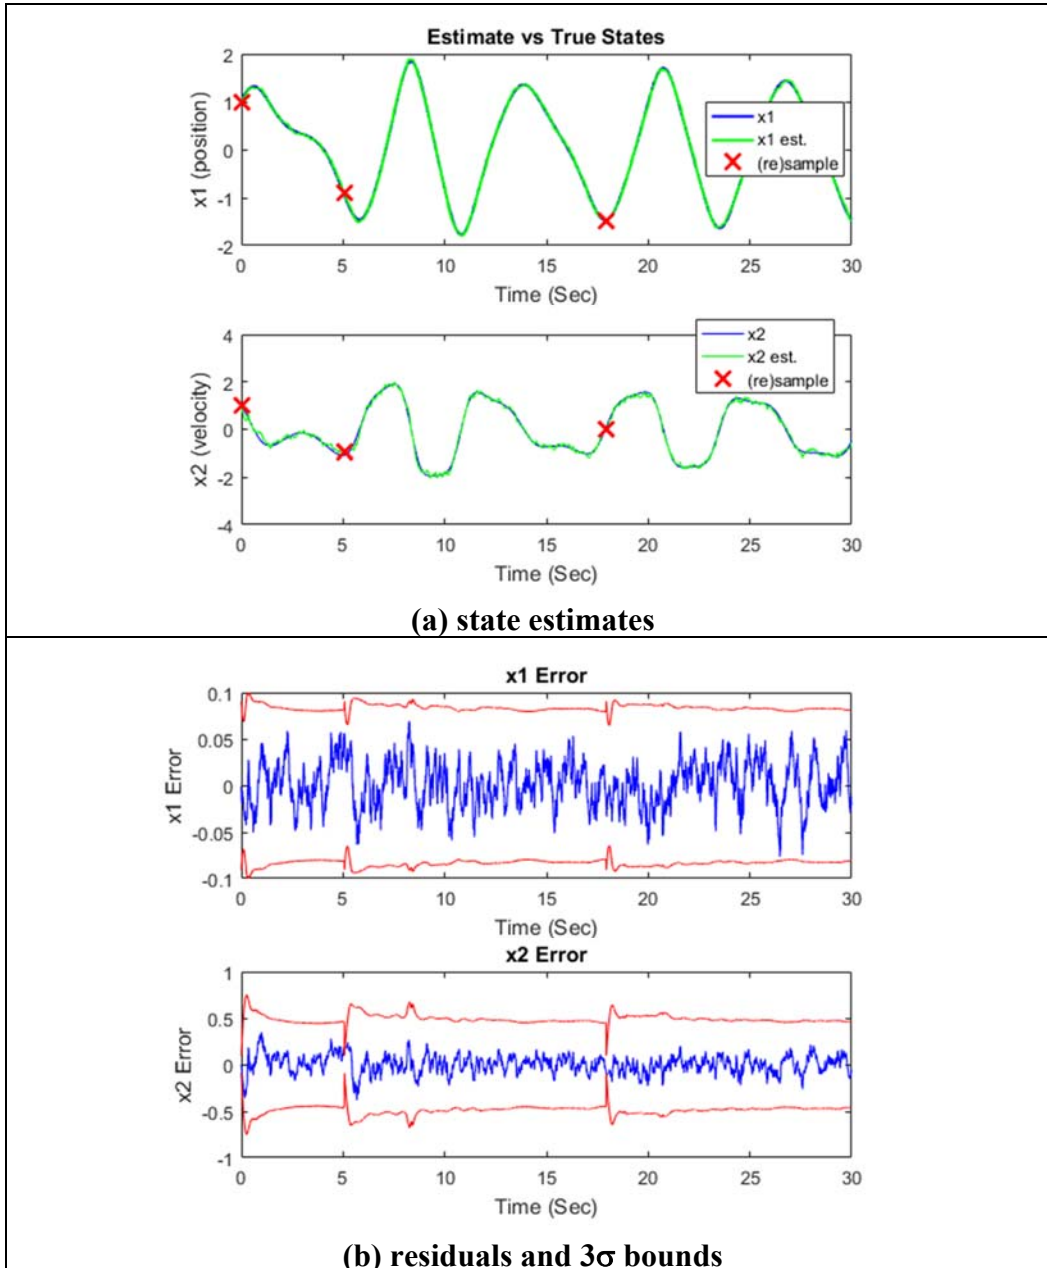 Estimate vs True States
2
1
0
-1
-2
x1 (position)
x1
x1 est.
(re)sample
0 5 10 15 20 25 30
Time (Sec)
4
2
0
-2
-4
x2 (velocity)
x2
x2 est.
(re)sample
0 5 10 15 20 25 30
Time (Sec)
(a) state estimates
x1 Error
0.1
0.05
0
-0.05
-0.1
x1 Error
0 5 10 15 20 25 30
Time (Sec)
x2 Error
1
0.5
0
-0.5
-1
x2 Error
0 5 10 15 20 25 30
Time (Sec)
(b) residuals and 3σ bounds